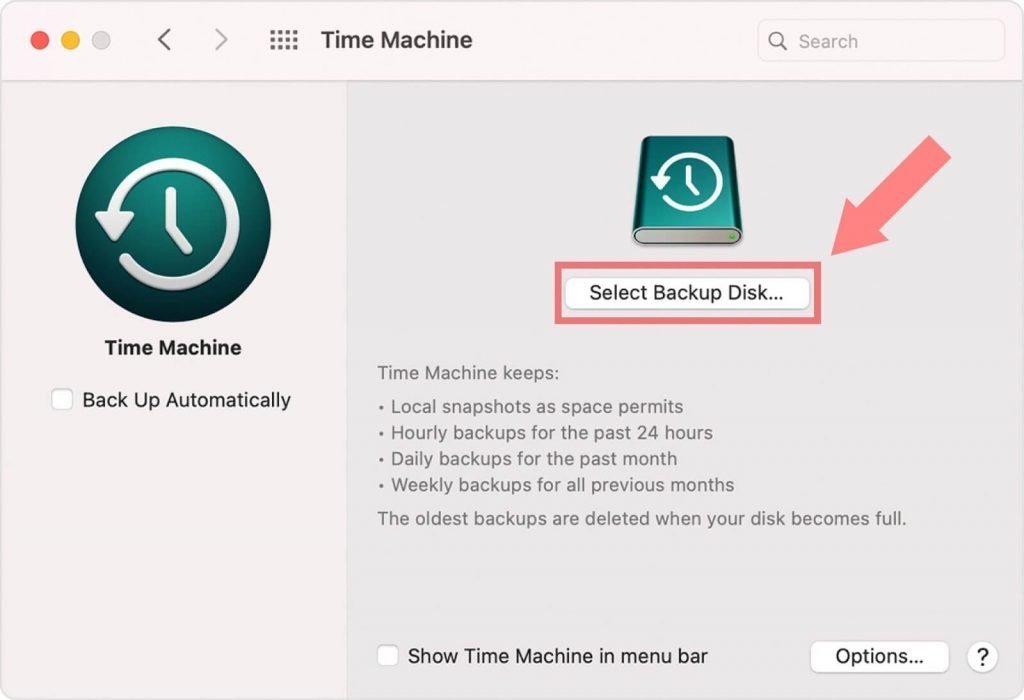 Time Machine
Search
Time Machine
Back Up Automatically
Select Backup Disk...
Time Machine keeps:
• Local snapshots as space permits
• Hourly backups for the past 24 hours
• Daily backups for the past month
• Weekly backups for all previous months
The oldest backups are deleted when your disk becomes full.
Show Time Machine in menu bar
Options...
?